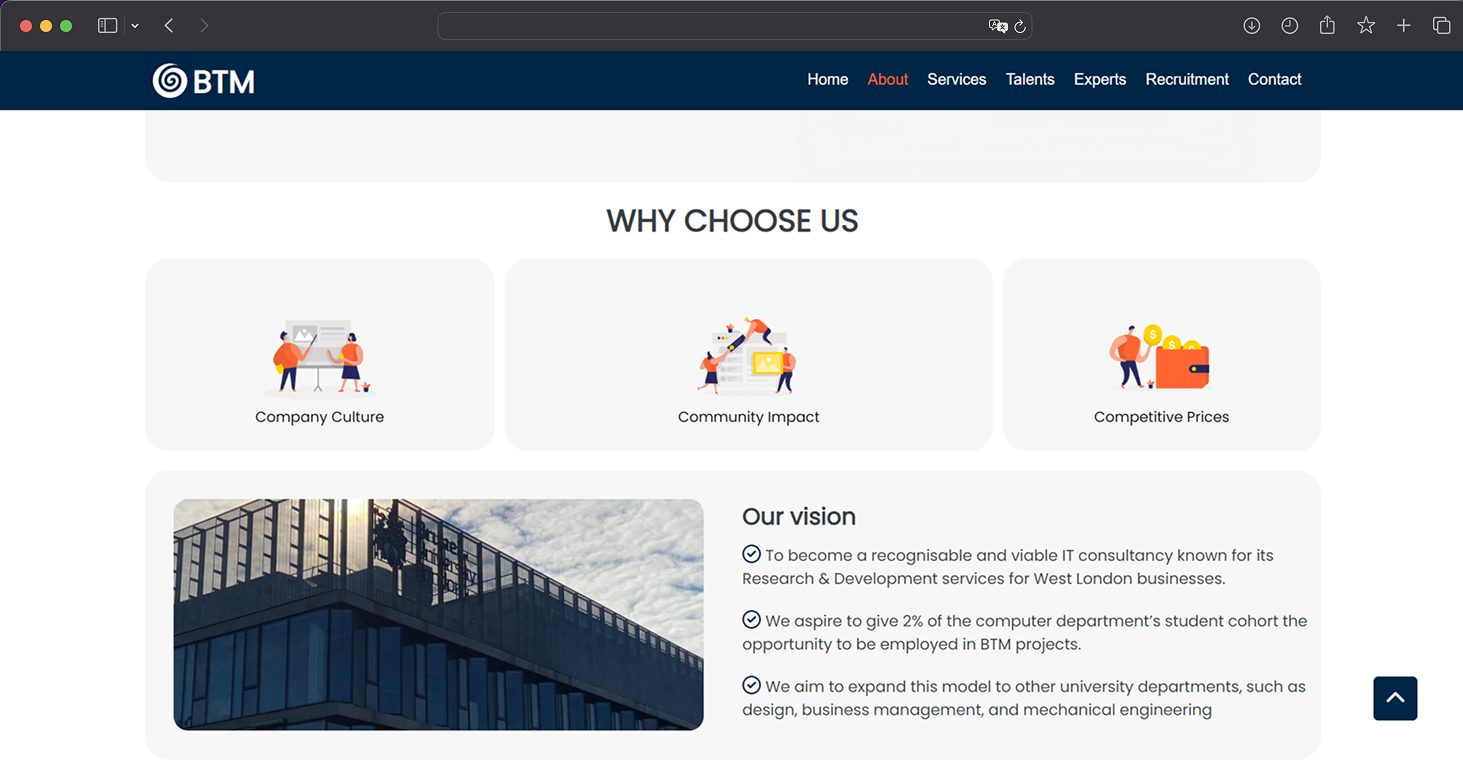 BTM
Home About Services Talents Experts Recruitment Contact
WHY CHOOSE US
Company Culture
Community Impact
Competitive Prices
Brunel
University
London
Our vision
To become a recognisable and viable IT consultancy known for its
Research & Development services for West London businesses.
We aspire to give 2% of the computer department’s student cohort the
opportunity to be employed in BTM projects.
We aim to expand this model to other university departments, such as
design, business management, and mechanical engineering